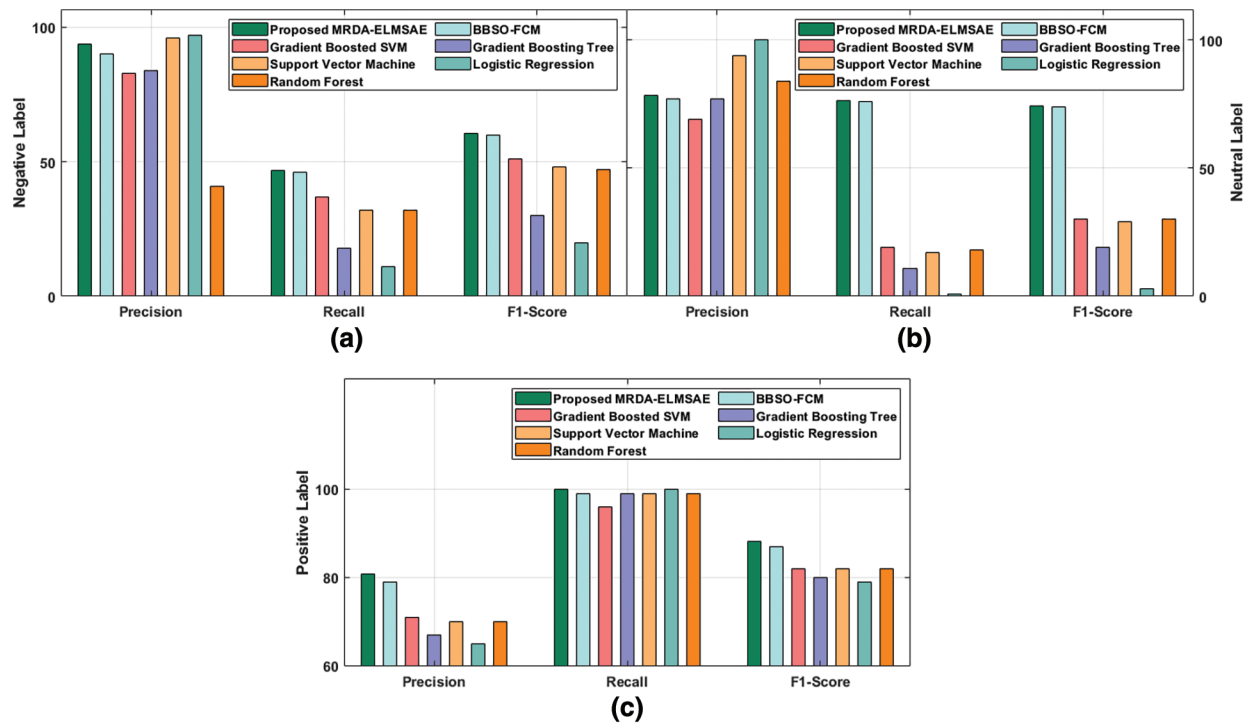 100
50
0
Negative Label
Proposed MRDA-ELMSAE
BBSO-FCM
Gradient Boosted SVM
Gradient Boosting Tree
Support Vector Machine
Logistic Regression
Random Forest
Precision
Recall
F1-Score
(a)
Proposed MRDA-ELMSAE
BBSO-FCM
Gradient Boosted SVM
Gradient Boosting Tree
Support Vector Machine
Logistic Regression
Random Forest
100
50
0
Neutral Label
Precision
Recall
F1-Score
(b)
Proposed MRDA-ELMSAE
BBSO-FCM
Gradient Boosted SVM
Gradient Boosting Tree
Support Vector Machine
Logistic Regression
Random Forest
100
80
60
Positive Label
Precision
Recall
F1-Score
(c)